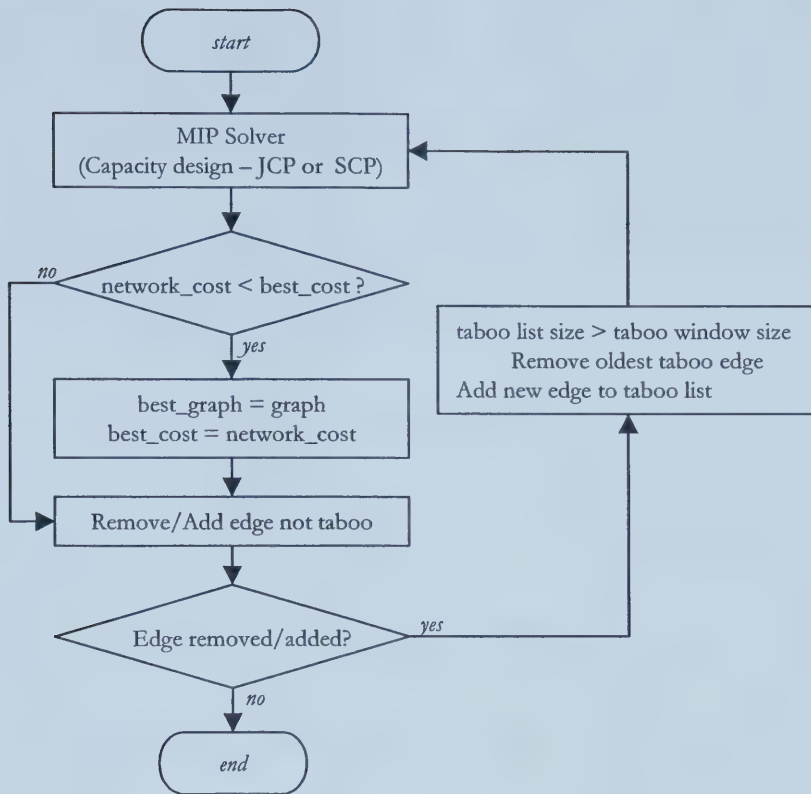 start
MIP Solver
(Capacity design – JCP or SCP)
no
network_cost < best_cost ?
yes
best_graph = graph
best_cost = network_cost
Remove/Add edge not taboo
Edge removed/added?
yes
no
end
taboo list size > taboo window size
Remove oldest taboo edge
Add new edge to taboo list